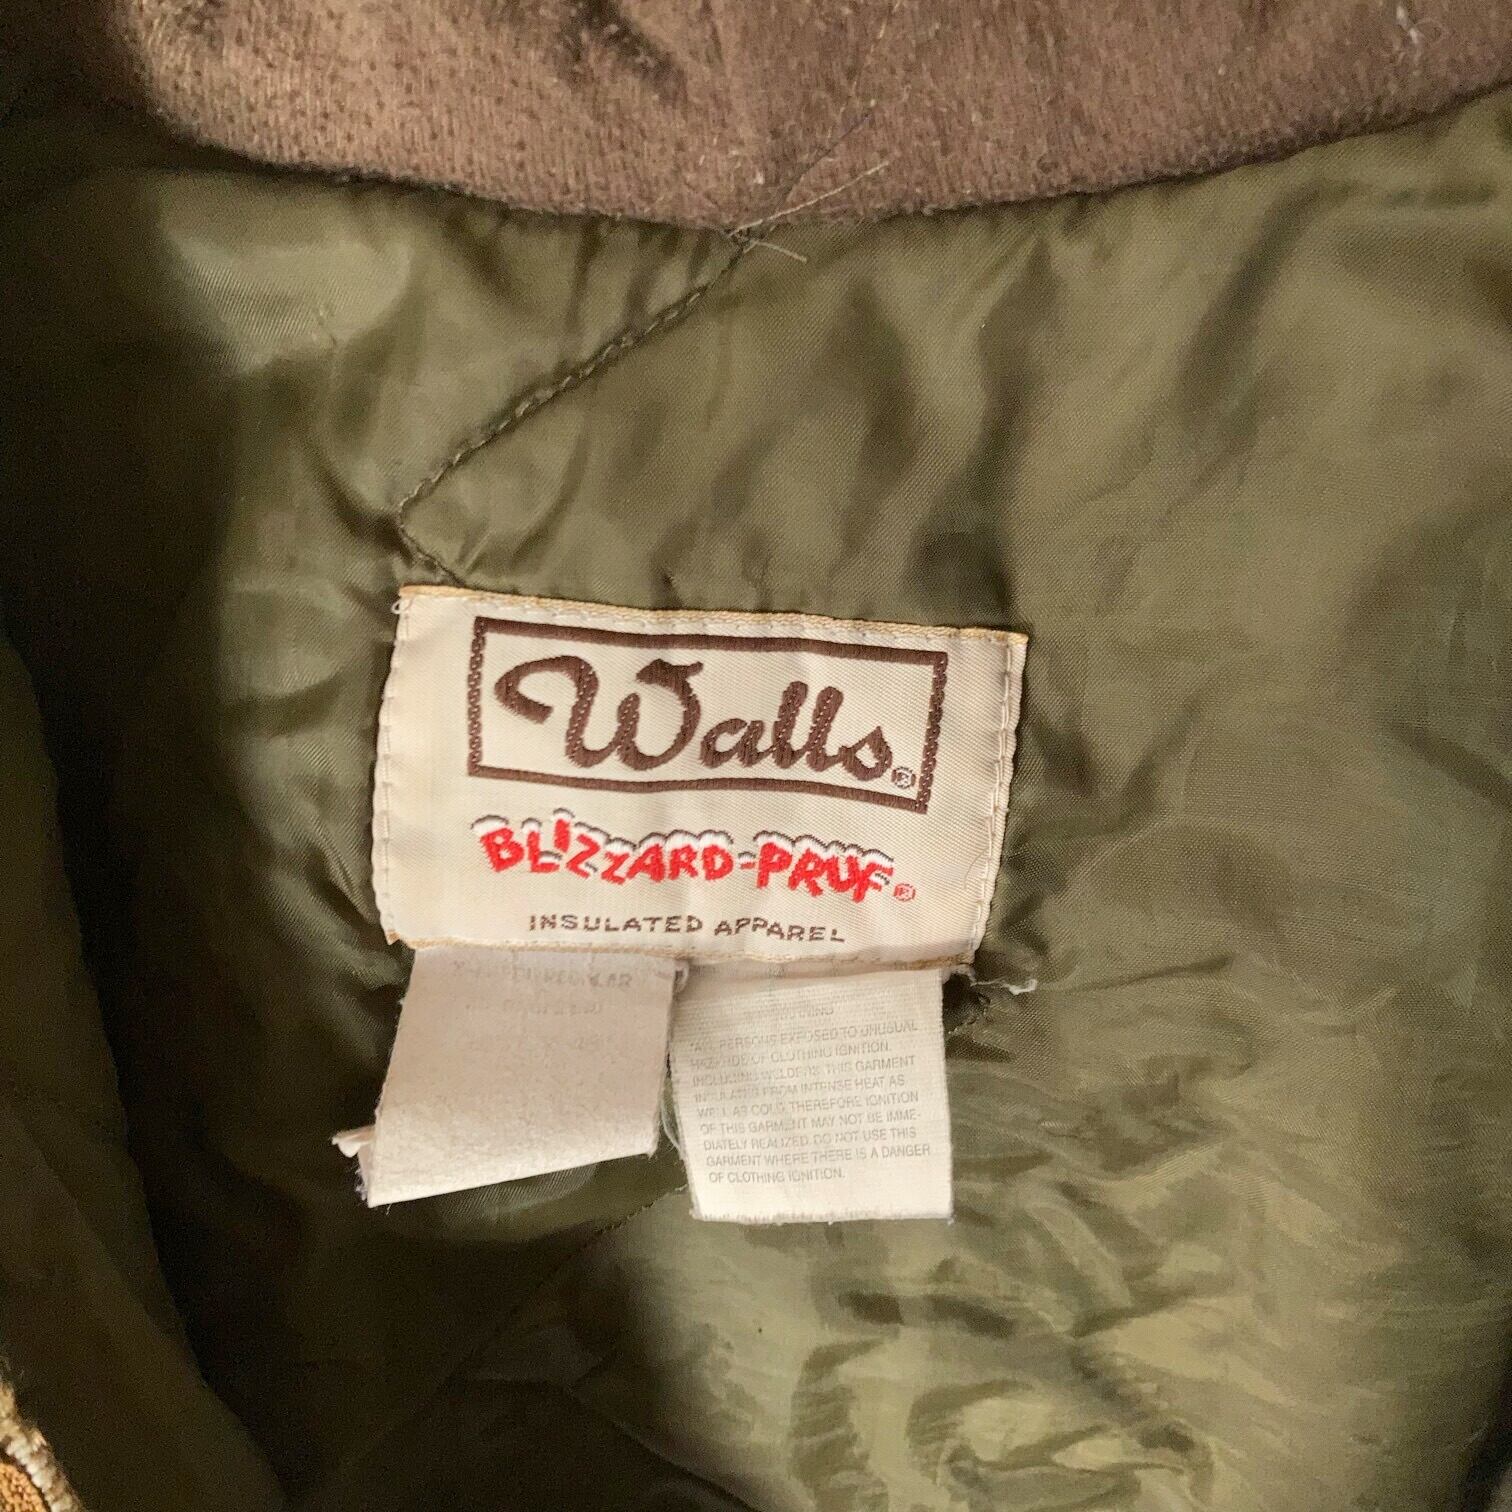 Walls®
BLIZZARD-PRUF®
INSULATED APPAREL
ALL PERSONS EXPOSED TO UNUSUAL
HAZARDS OF CLOTHING IGNITION.
INCLUDING WELDERS THIS GARMENT
INSULATES FROM INTENSE HEAT AS
WELL AS COLD THEREFORE IGNITION
OF THIS GARMENT MAY NOT BE IMME-
DIATELY REALIZED. DO NOT USE THIS
GARMENT WHERE THERE IS A DANGER
OF CLOTHING IGNITION.